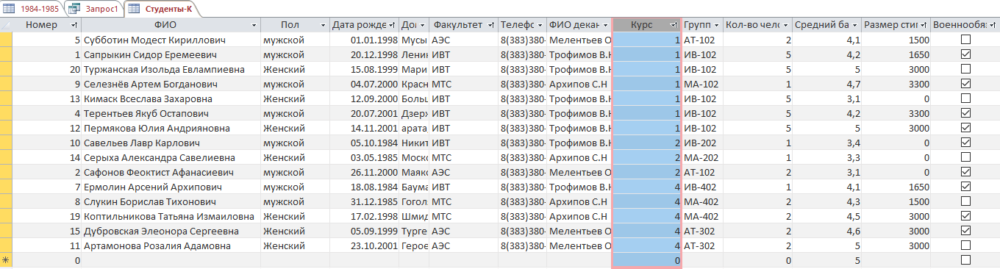 1984-1985 Запрос1 Студенты-К
Номер ФИО Пол Дата рожде До Факультет Телефо ФИО декан Курс Групп Кол-во чело Средний ба Размер стип Военнообяз
5 Субботин Модест Кириллович мужской 01.01.1998 Мусы АЭС 8(383)380- Мелентьев О 1 АТ-102 2 4,1 1500
1 Сапрыкин Сидор Еремеевич мужской 20.12.1998 Ленин ИВТ 8(383)380- Трофимов В.Н 1 ИВ-102 5 4,2 1650
20 Туржанская Изольда Евлампиевна Женский 15.08.1999 Мари ИВТ 8(383)380- Трофимов В.Н 1 ИВ-102 5 5 3000
9 Селезнёв Артем Богданович мужской 04.07.2000 Красн МТС 8(383)380- Архипов С.Н 1 МА-102 1 4,7 3300
13 Кимаск Всеслава Захаровна Женский 12.09.2000 Больш ИВТ 8(383)380- Трофимов В.Н 1 ИВ-102 5 3,1 0
4 Терентьев Якуб Остапович мужской 20.07.2001 Дзерж ИВТ 8(383)380- Трофимов В.Н 1 ИВ-102 5 4,2 3300
12 Пермякова Юлия Андрияновна Женский 14.11.2001 арата, ИВТ 8(383)380- Трофимов В.Н 1 ИВ-102 5 5 3000
10 Савельев Лавр Карлович мужской 05.10.1984 Никит ИВТ 8(383)380- Трофимов В.Н 2 ИВ-202 1 3,4 0
14 Серыха Александра Савелиевна Женский 03.05.1985 Моско МТС 8(383)380- Архипов С.Н 2 МА-202 1 3,3 0
2 Сафонов Феоктист Афанасиевич мужской 26.11.2000 Маяко АЭС 8(383)380- Мелентьев О 2 АТ-102 2 3,1 0
7 Ермолин Арсений Архипович мужской 18.08.1984 Баума ИВТ 8(383)380- Трофимов В.Н 4 ИВ-402 1 4,1 1650
8 Слукин Борислав Тихонович мужской 31.12.1985 Гогол МТС 8(383)380- Архипов С.Н 4 МА-402 2 4,3 1500
19 Коптильникова Татьяна Измаиловна Женский 17.02.1998 Шмид МТС 8(383)380- Архипов С.Н 4 МА-402 2 4,5 3000
15 Дубровская Элеонора Сергеевна Женский 05.09.1999 Турге АЭС 8(383)380- Мелентьев О 4 АТ-302 2 4,6 3000
11 Артамонова Розалия Адамовна Женский 23.10.2001 Герое АЭС 8(383)380- Мелентьев О 4 АТ-302 2 5 3000
0 0 0 5